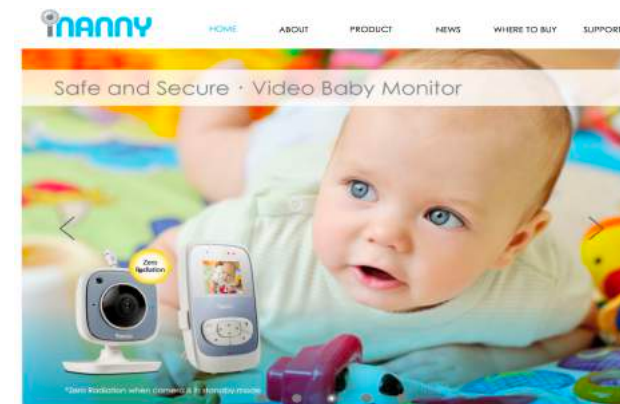 iNANNY
HOME ABOUT PRODUCT NEWS WHERE TO BUY SUPPORT
Safe and Secure · Video Baby Monitor
Zero
Radiation
*Zero Radiation when camera is in standby mode